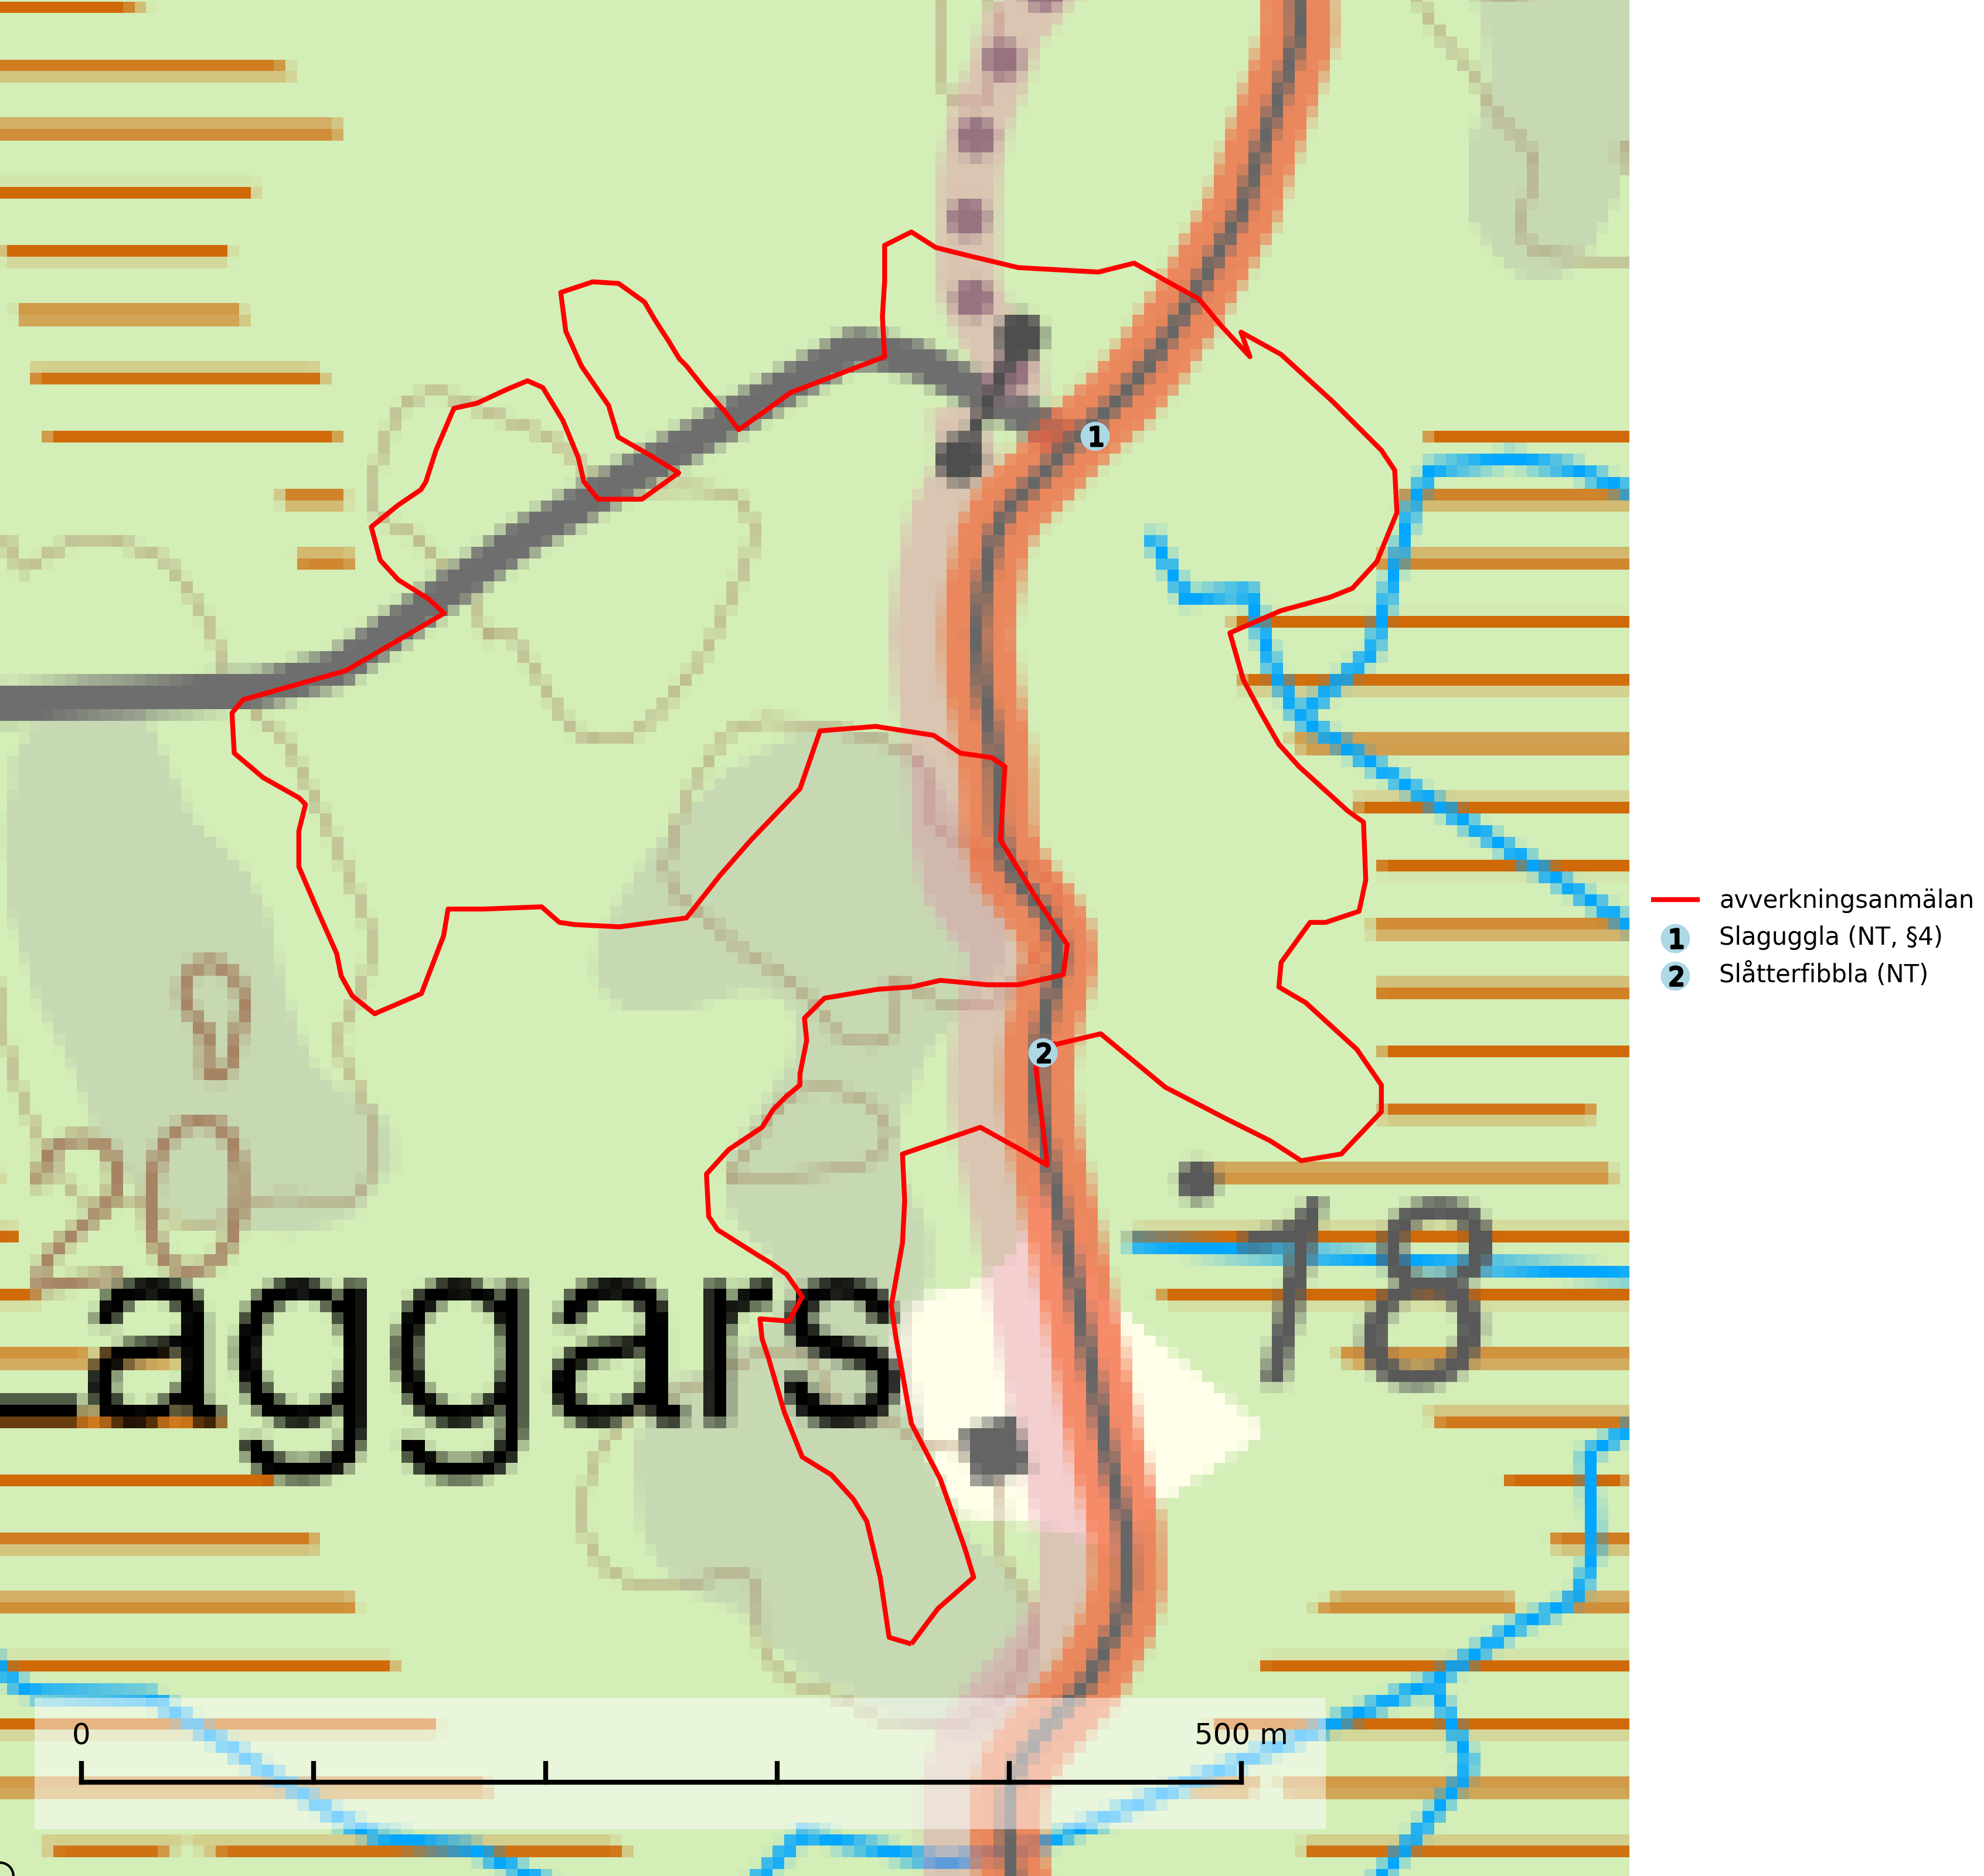 avverkningsanmälan
1 Slaguggla (NT, §4)
2 Slåtterfibbla (NT)
1
2
20
18
aggars
0
500 m